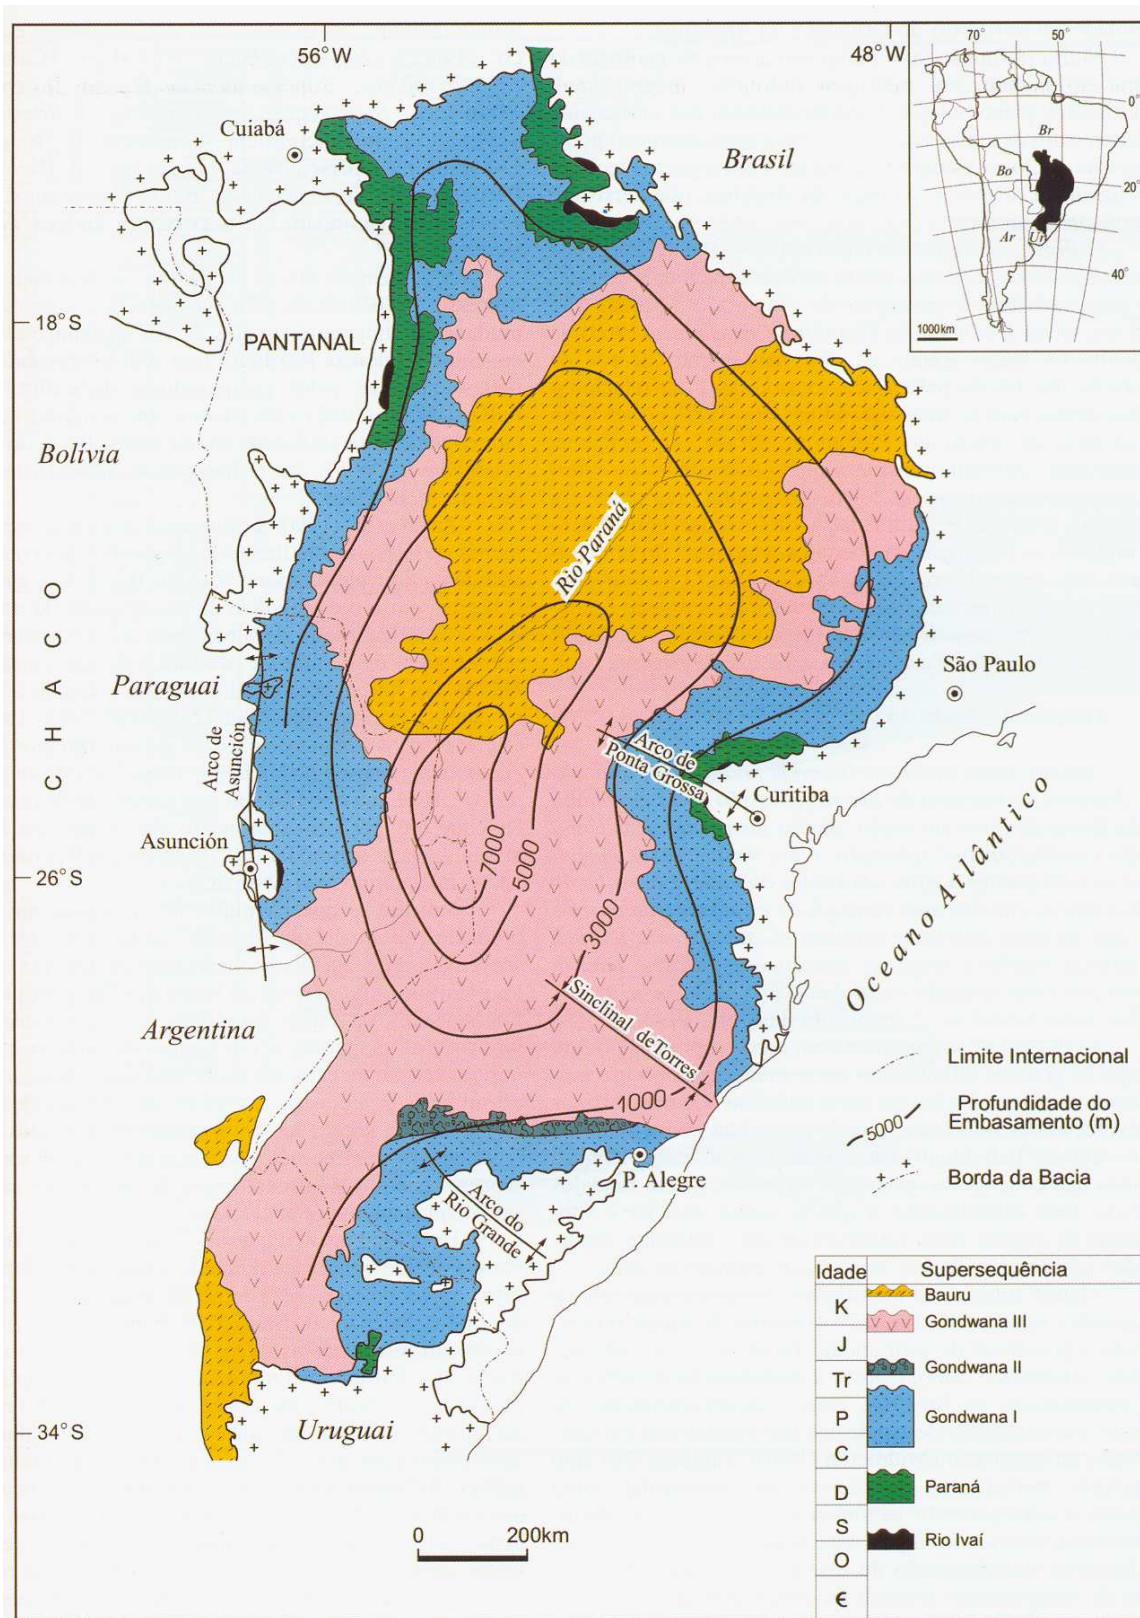 56°W
48°W
70°
50°
0°
20°
40°
Br
Bo
Ar
Ur
1000km
Cuiabá
Brasil
18°S
PANTANAL
Bolívia
Rio Paraná
CHACO
São Paulo
Paraguai
Arco de
Asunción
Arco de
Ponta Grossa
Curitiba
Asunción
26°S
7000
5000
3000
Oceano Atlântico
Sinclinal de Torres
Argentina
1000
Limite Internacional
5000
Profundidade do
Embasamento (m)
P. Alegre
Borda da Bacia
Arco do
Rio Grande
Idade
Supersequência
K
Bauru
Gondwana III
J
Tr
Gondwana II
P
Gondwana I
C
D
Paraná
S
Rio Ivaí
O
Є
34°S
Uruguai
0
200km